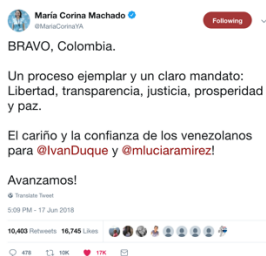 María Corina Machado
@MariaCorinaYA
Following
BRAVO, Colombia.
Un proceso ejemplar y un claro mandato:
Libertad, transparencia, justicia, prosperidad
y paz.
El cariño y la confianza de los venezolanos
para @IvanDuque y @mluciaramirez!
Avanzamos!
Translate Tweet
5:09 PM - 17 Jun 2018
10,403 Retweets 16,745 Likes
478 10K 17K